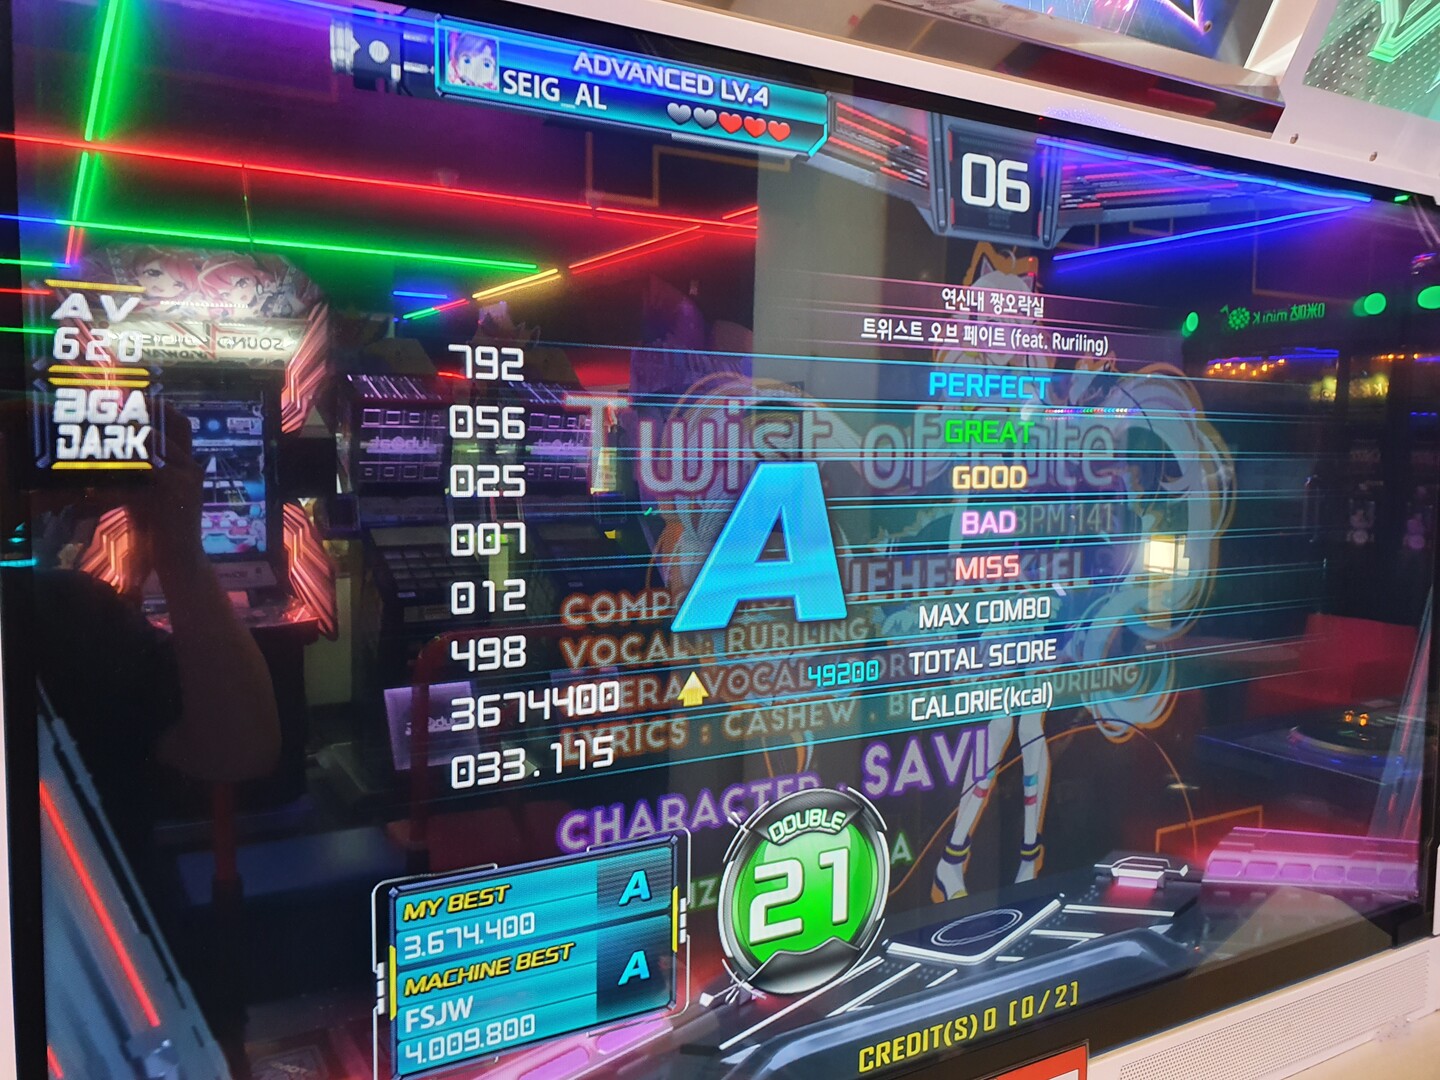 ADVANCED LV.4
SEIG_AL
06
AV
620
BGA
DARK
연신내 짱오락실
트위스트 오브 페이트 (feat. Ruriling)
792 PERFECT
056 GREAT
025 GOOD
007 BAD
012 MISS
498 MAX COMBO
3674400 49200 TOTAL SCORE
033.115 CALORIE(kcal)
A
Twist of
BPM 141
VOCAL : RURILING
VOCAL
RURILING
LYRICS : CASHEW
CHARACTER : SAVI
DOUBLE
21
MY BEST A
3.674.400
MACHINE BEST A
FSJW
4.009.800
CREDIT(S) 0 [0/2]